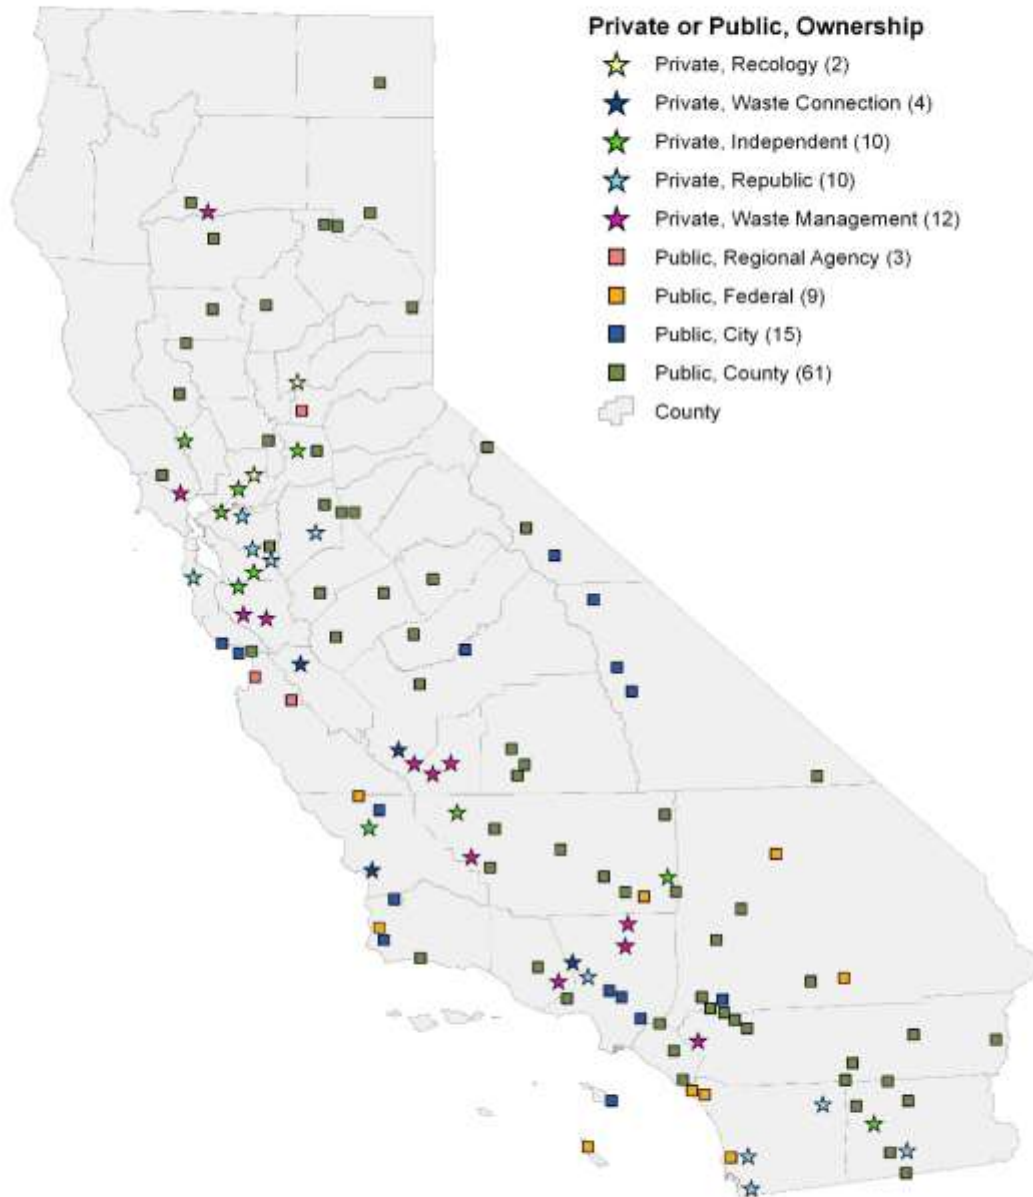 Private or Public, Ownership
Private, Recology (2)
Private, Waste Connection (4)
Private, Independent (10)
Private, Republic (10)
Private, Waste Management (12)
Public, Regional Agency (3)
Public, Federal (9)
Public, City (15)
Public, County (61)
County